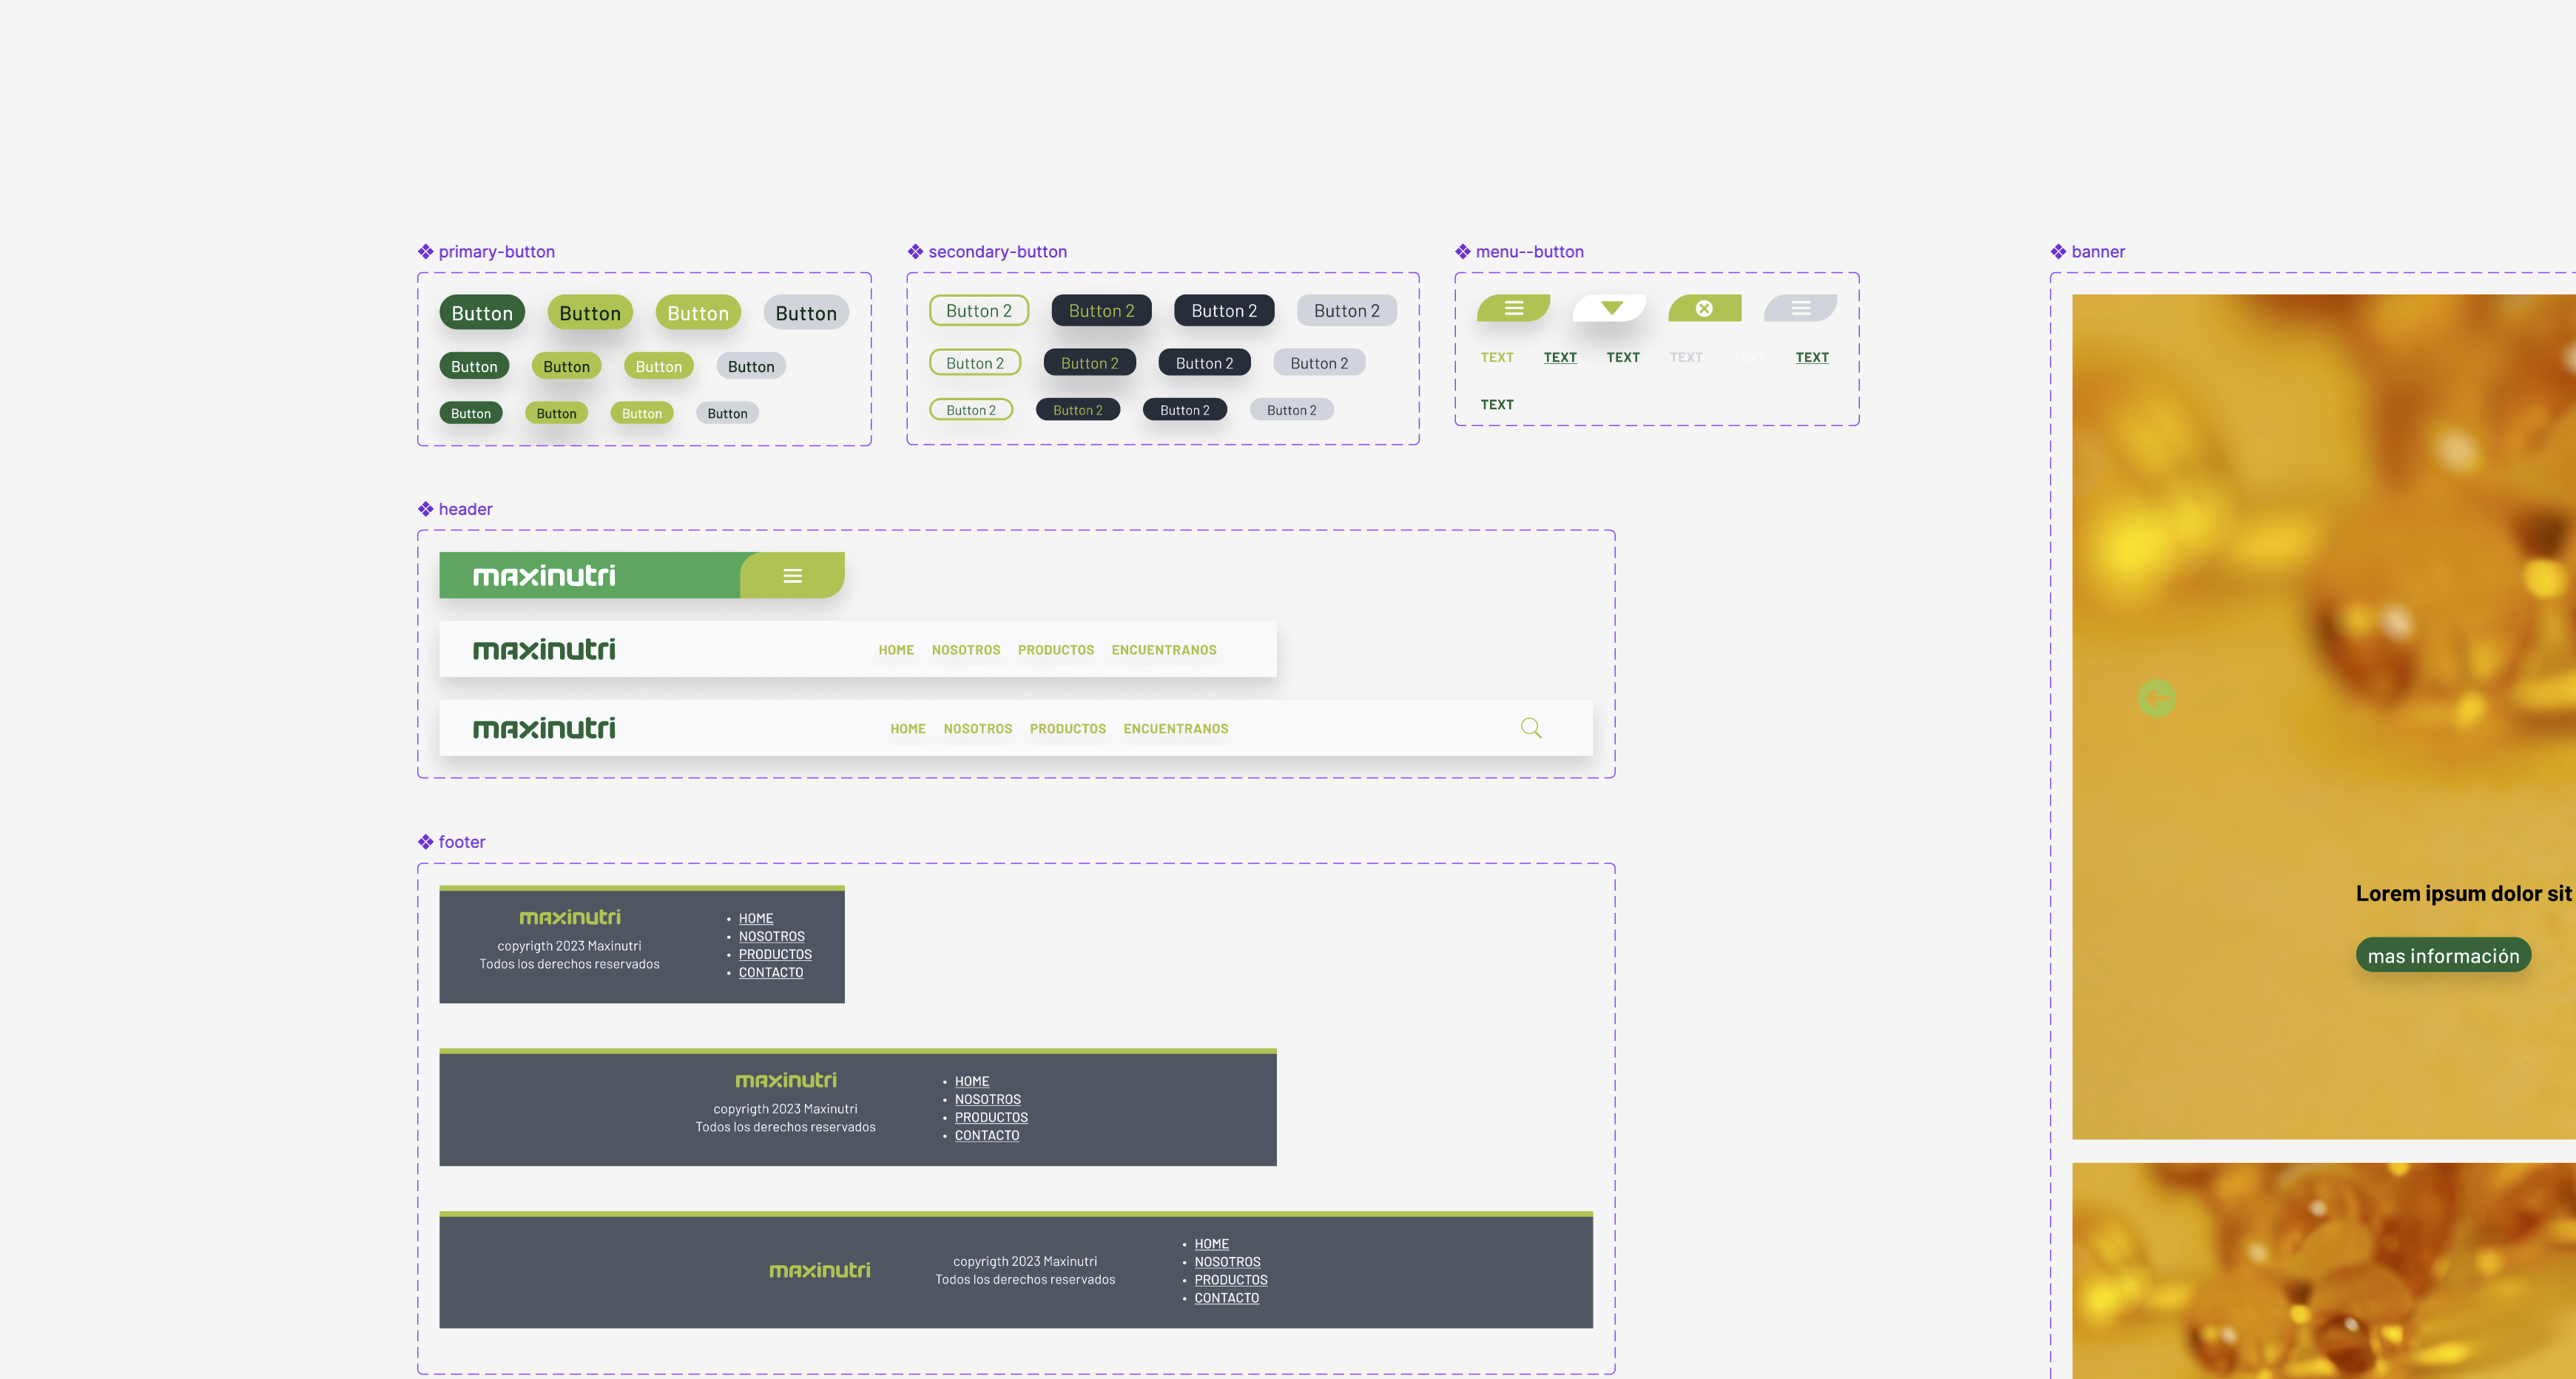 primary-button
Button Button Button Button
Button Button Button Button
Button Button Button Button
secondary-button
Button 2 Button 2 Button 2 Button 2
Button 2 Button 2 Button 2 Button 2
Button 2 Button 2 Button 2 Button 2
menu--button
TEXT TEXT TEXT TEXT TEXT TEXT
TEXT
header
maxinutri
maxinutri HOME NOSOTROS PRODUCTOS ENCUENTRANOS
maxinutri HOME NOSOTROS PRODUCTOS ENCUENTRANOS
footer
maxinutri
copyrigth 2023 Maxinutri
Todos los derechos reservados
• HOME
• NOSOTROS
• PRODUCTOS
• CONTACTO
maxinutri
copyrigth 2023 Maxinutri
Todos los derechos reservados
• HOME
• NOSOTROS
• PRODUCTOS
• CONTACTO
maxinutri
copyrigth 2023 Maxinutri
Todos los derechos reservados
• HOME
• NOSOTROS
• PRODUCTOS
• CONTACTO
banner
Lorem ipsum dolor sit
mas información